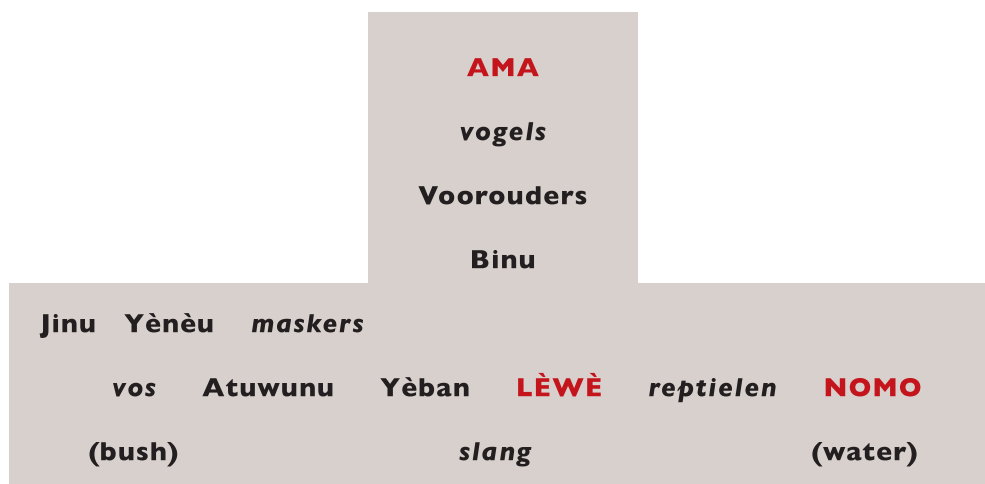 AMA
vogels
Voorouders
Binu
Jinu Yènèu maskers
vos Atuwunu Yèban LÈWÈ reptielen NOMO
(bush) slang (water)